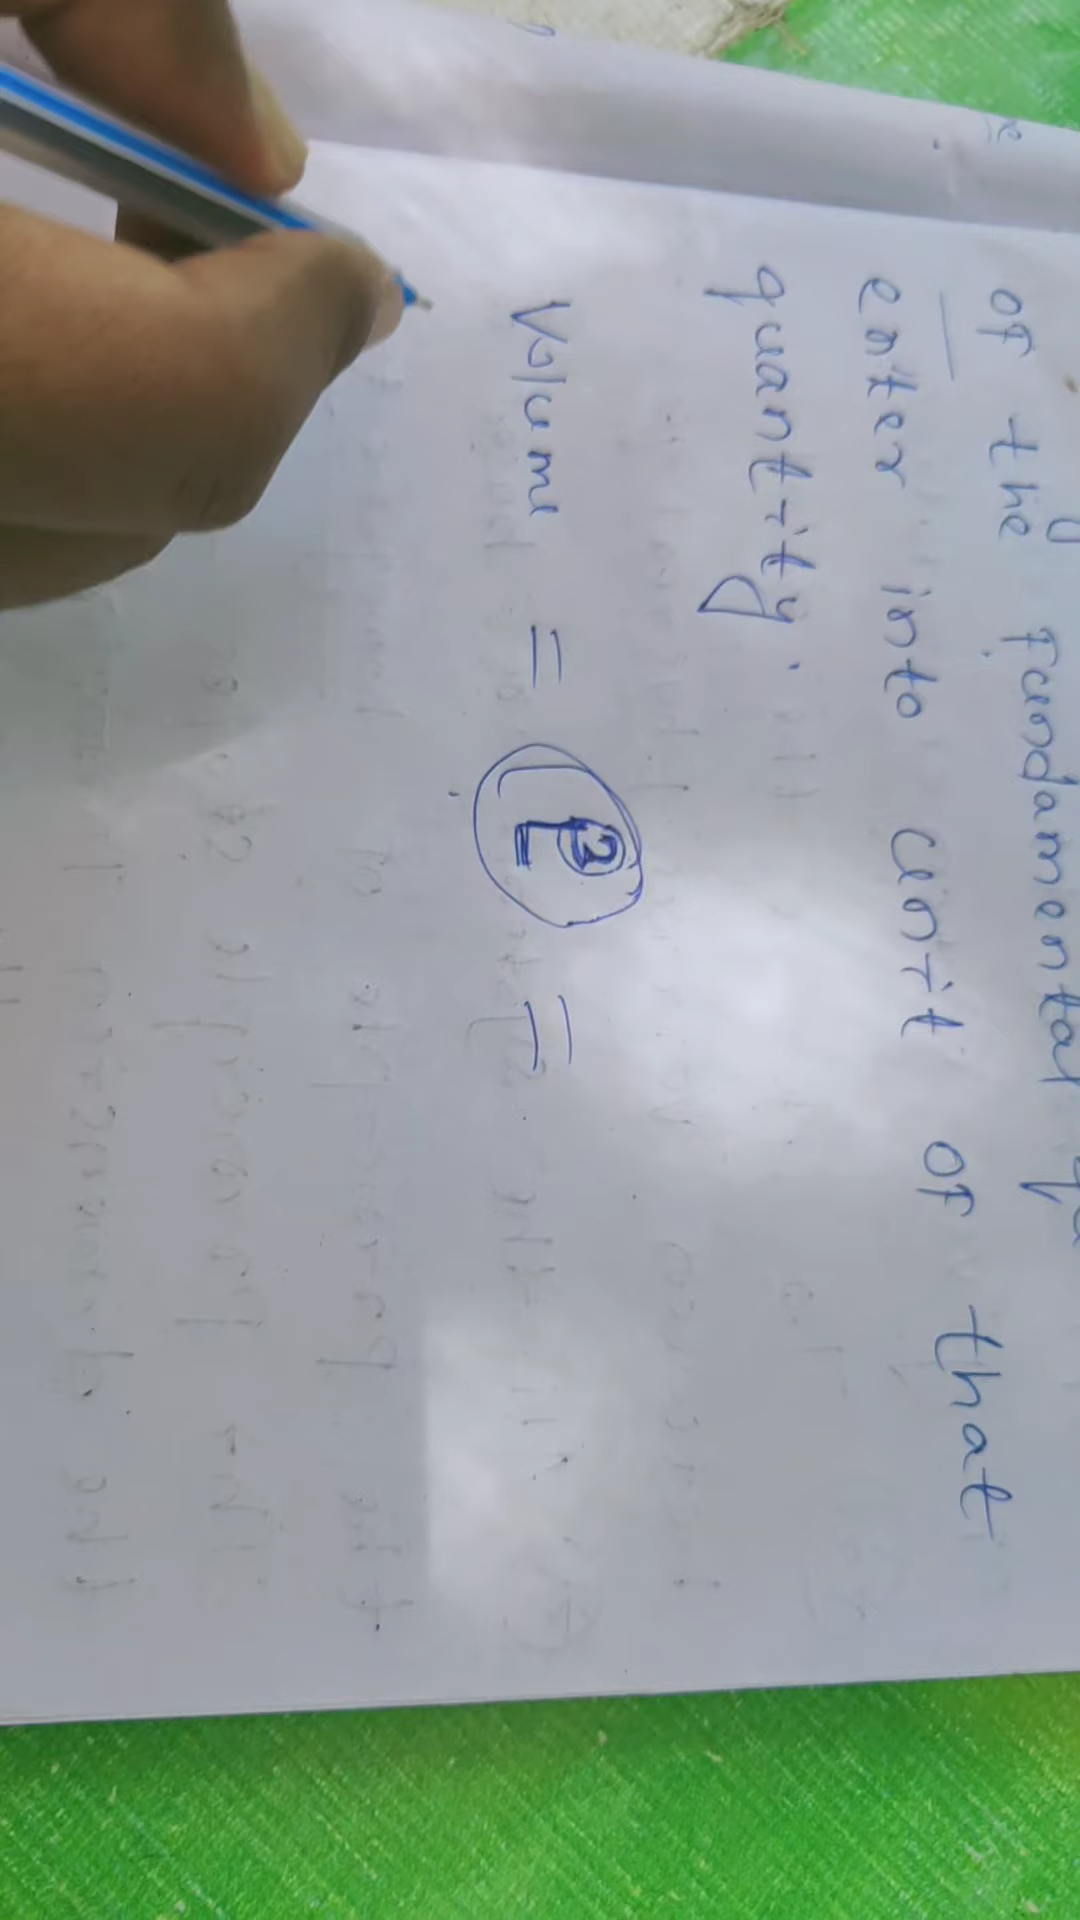 of the fundamental
enter into unit of that
quantity.
Volume = L³ =